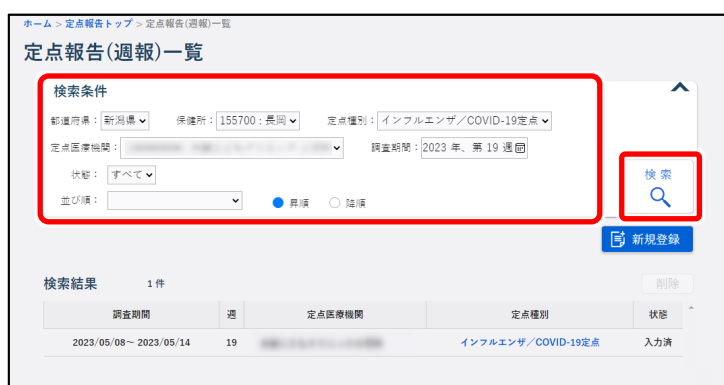 ホーム > 定点報告トップ > 定点報告(週報)一覧
定点報告(週報)一覧
検索条件
都道府県： 新潟県 保健所： 155700：長岡 定点種別： インフルエンザ／COVID-19定点
定点医療機関： 調査期間： 2023 年、第 19 週
状態： すべて
並び順： 昇順 降順
検索
新規登録
検索結果 1 件
削除
調査期間 週 定点医療機関 定点種別 状態
2023/05/08～ 2023/05/14 19 インフルエンザ／COVID-19定点 入力済